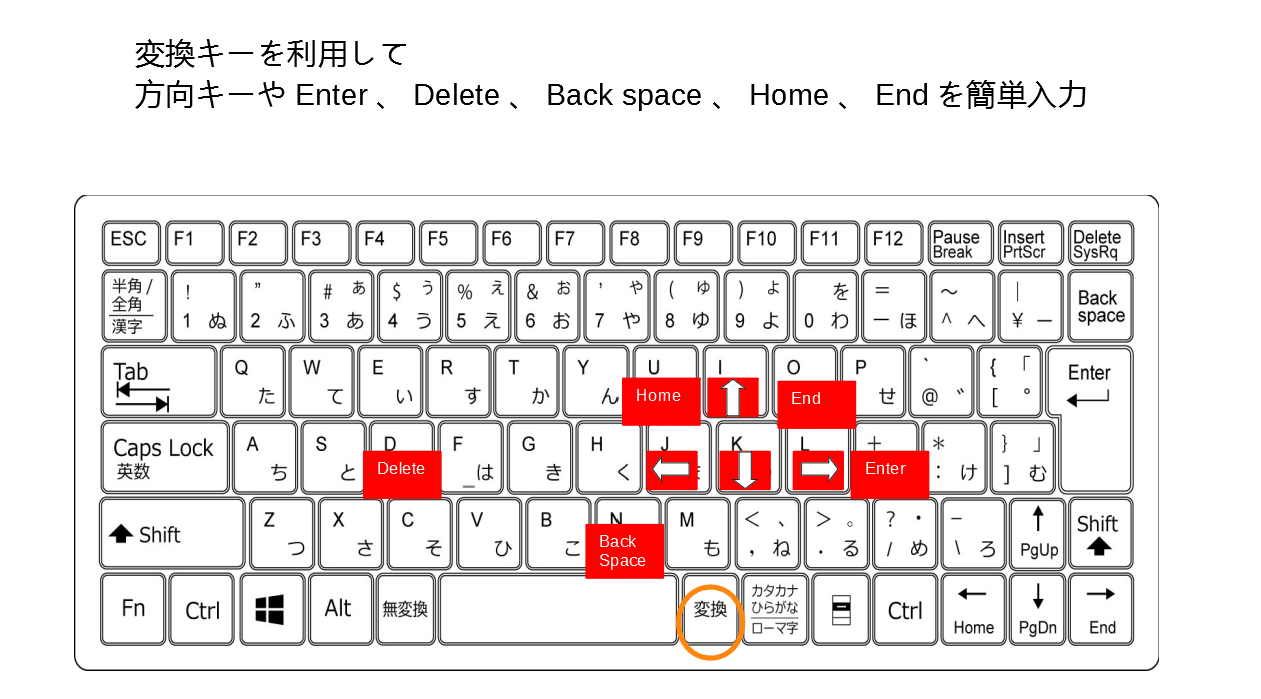 変換キーを利用して
方向キーや Enter 、 Delete 、 Back space 、 Home 、 End を簡単入力
ESC F1 F2 F3 F4 F5 F6 F7 F8 F9 F10 F11 F12 Pause Insert Delete
Break PrtScr SysRq
半角 / ! ” # ぁ $ ぅ % ぇ & ぉ ’ ゃ ( ゅ ) ょ を = ～ | Back
全角
漢字 1 ぬ 2 ふ 3 あ 4 う 5 え 6 お 7 や 8 ゆ 9 よ 0 わ ー ほ ^ へ ¥ ー space
Tab Q W E R T Y U I O P ` { 「 Enter
た て い す か ん せ @ ゛ [ ゜
Home End
Caps Lock A S D F G H J K L + * } 」
英数 ち と _は き く : け ] む
Delete Enter
Shift Z X C V B N M < 、 > 。 ? ・ _ Shift
つ さ そ ひ こ も , ね . る / め \ ろ PgUp
Back
Space
Fn Ctrl Alt 無変換 変換 カタカナ Ctrl
ひらがな
ローマ字 Home PgDn End